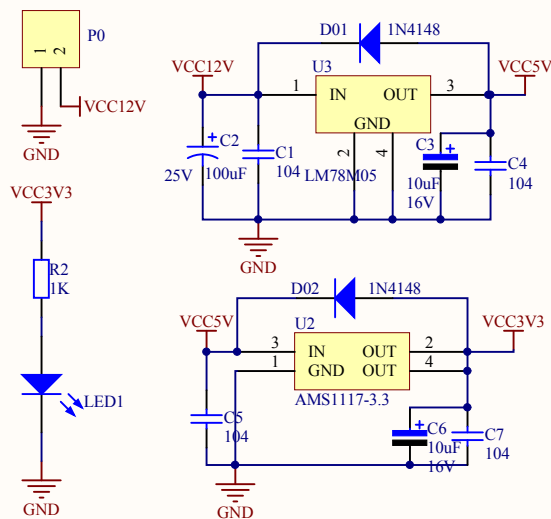 P0
1
2
VCC12V
GND
VCC3V3
R2
1K
LED1
GND
D01
1N4148
VCC12V
U3
VCC5V
1
IN
OUT
3
GND
2
4
C2
25V
100uF
C1
104
LM78M05
C3
10uF
16V
C4
104
GND
D02
1N4148
VCC5V
U2
VCC3V3
3
IN
OUT
2
1
GND
OUT
4
AMS1117-3.3
C5
104
C6
10uF
16V
C7
104
GND